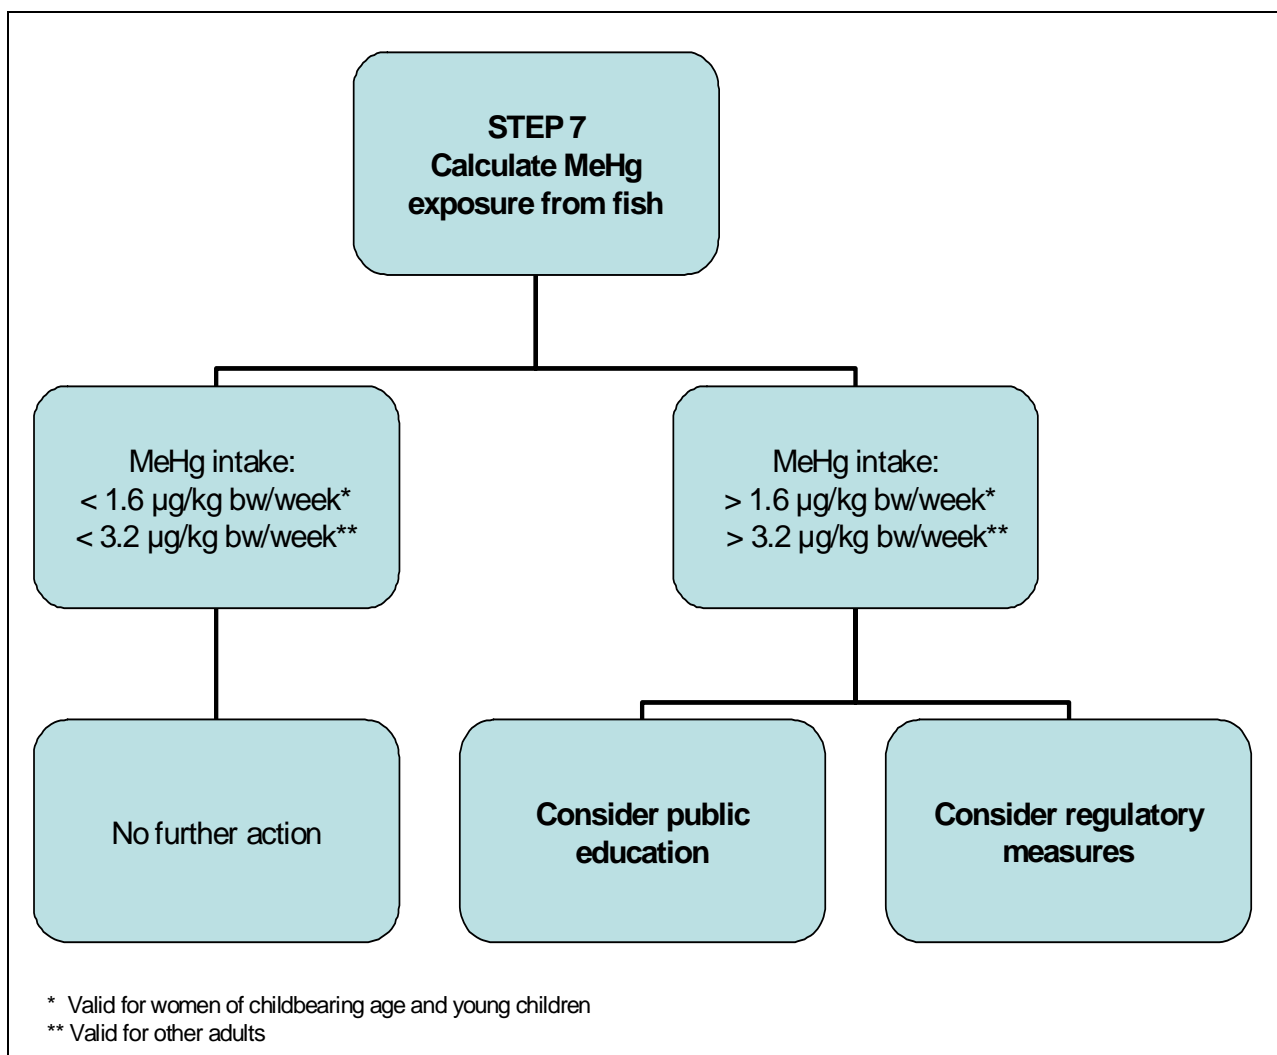 STEP 7
Calculate MeHg
exposure from fish
MeHg intake:
< 1.6 µg/kg bw/week*
< 3.2 µg/kg bw/week**
MeHg intake:
> 1.6 µg/kg bw/week*
> 3.2 µg/kg bw/week**
No further action
Consider public
education
Consider regulatory
measures
* Valid for women of childbearing age and young children
** Valid for other adults